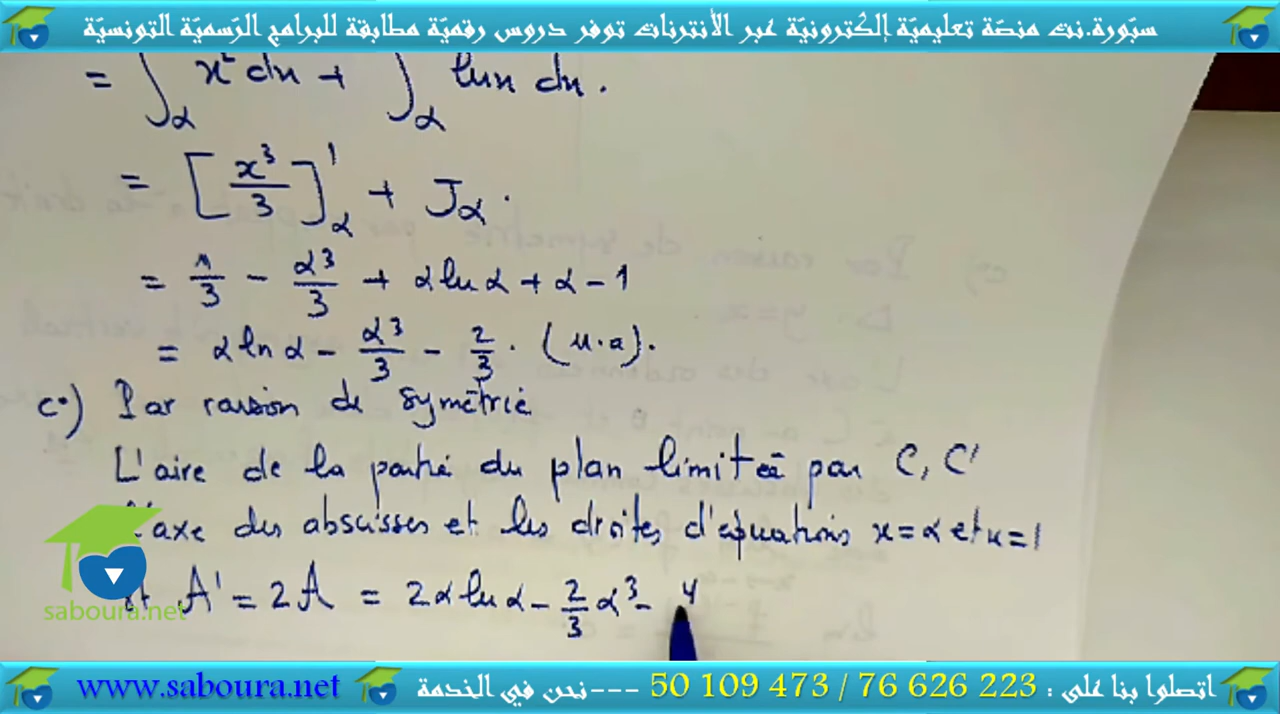 سبّورة.نت منصّة تعليميّة إلكترونيّة عبر الأنترنات توفر دروس رقميّة مطابقة للبرامج الرّسميّة التونسيّة
= ∫α x² dx + ∫α ln x dx .
= [x³/3]¹α + Jα .
= 1/3 - α³/3 + α ln α + α - 1
= α ln α - α³/3 - 2/3 . (u.a).
c°) Par raison de symétrie
L'aire de la partie du plan limitée par C, C'
l'axe des abscisses et les droites d'équations x=α et x=1
A' = 2A = 2α ln α - 2/3 α³ - 4
saboura.net
www.saboura.net
اتصلوا بنا على : 50 109 473 / 76 626 223 ---نحن في الخدمة